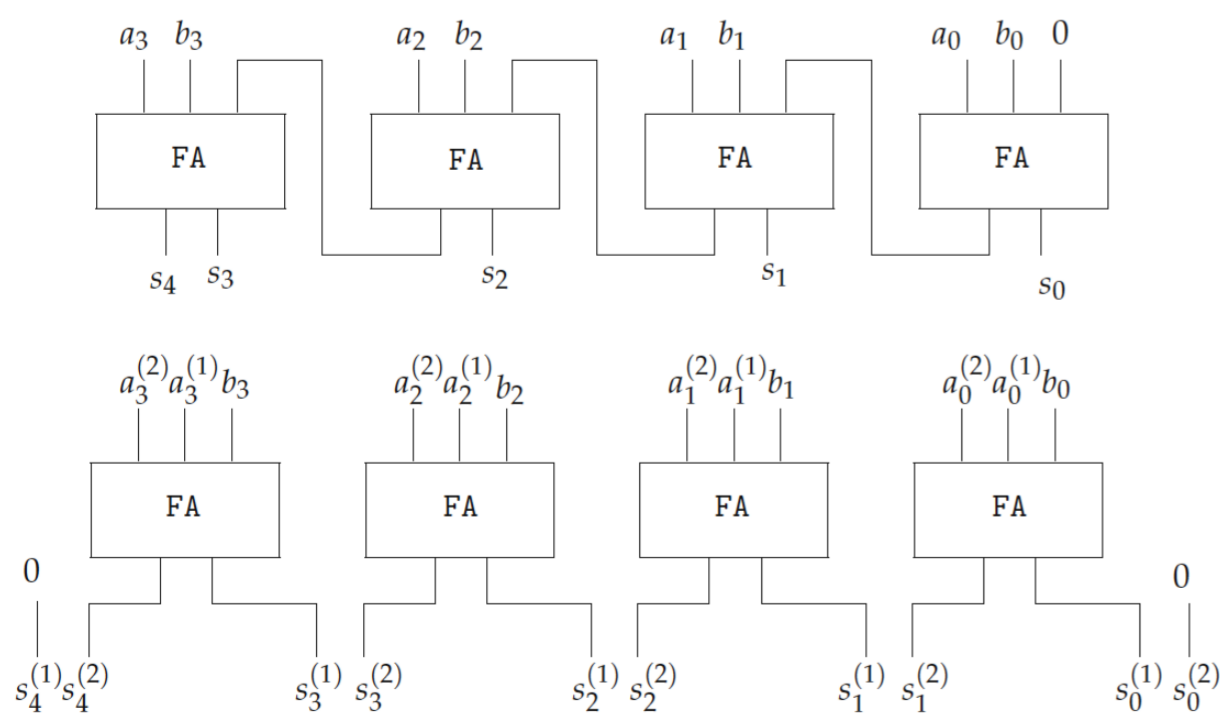 a₃ b₃ a₂ b₂ a₁ b₁ a₀ b₀ 0
FA FA FA FA
s₄ s₃ s₂ s₁ s₀
a₃⁽²⁾ a₃⁽¹⁾ b₃ a₂⁽²⁾ a₂⁽¹⁾ b₂ a₁⁽²⁾ a₁⁽¹⁾ b₁ a₀⁽²⁾ a₀⁽¹⁾ b₀
FA FA FA FA
0 0
s₄⁽¹⁾ s₄⁽²⁾ s₃⁽¹⁾ s₃⁽²⁾ s₂⁽¹⁾ s₂⁽²⁾ s₁⁽¹⁾ s₁⁽²⁾ s₀⁽¹⁾ s₀⁽²⁾